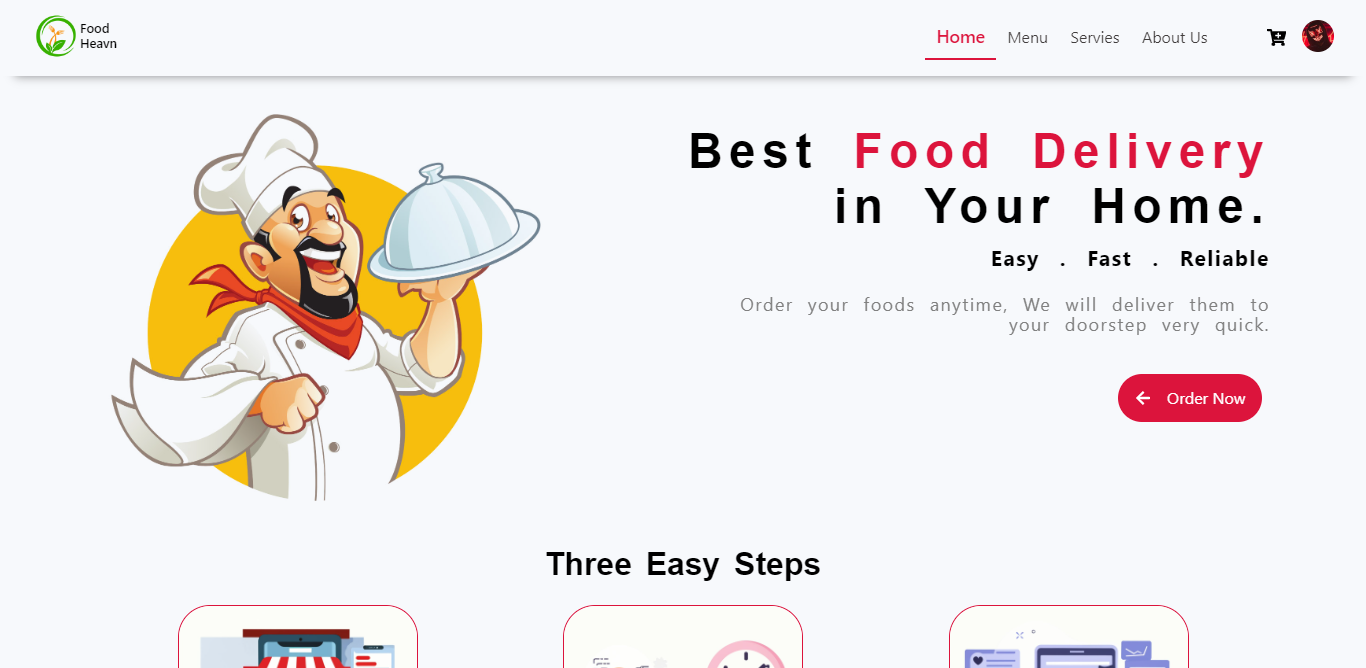 Food
Heavn
Home
Menu
Servies
About Us
Best Food Delivery
in Your Home.
Easy . Fast . Reliable
Order your foods anytime, We will deliver them to
your doorstep very quick.
Order Now
Three Easy Steps